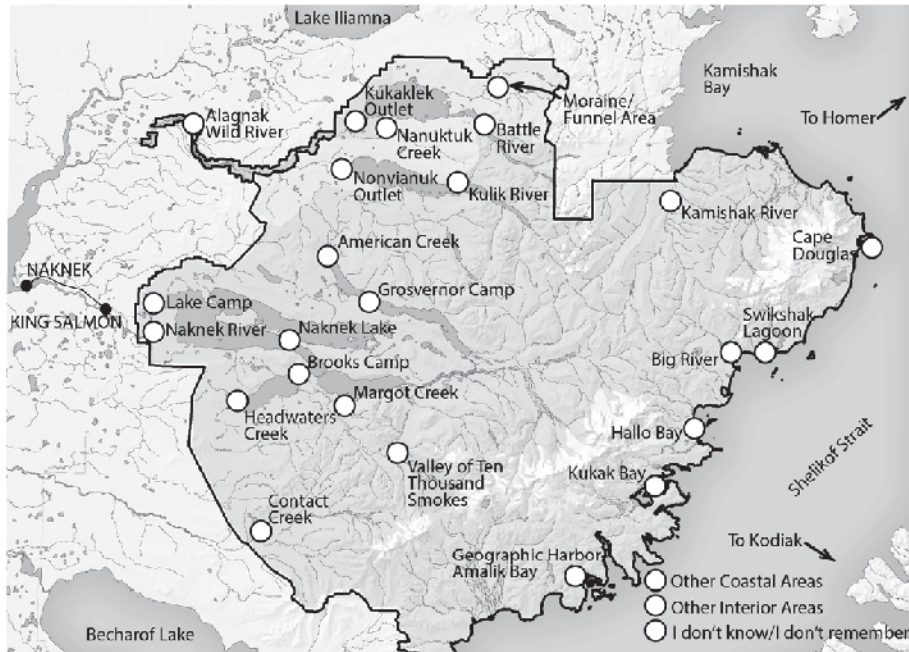 Lake Iliamna
Kamishak
Bay
To Homer
Alagnak
Wild River
Kukaklek
Outlet
Nanuktuk
Creek
Battle
River
Moraine/
Funnel Area
Nonvianuk
Outlet
Kulik River
Kamishak River
Cape
Douglas
American Creek
Grosvernor Camp
NAKNEK
KING SALMON
Lake Camp
Naknek River
Naknek Lake
Brooks Camp
Swikshak
Lagoon
Big River
Headwaters
Creek
Margot Creek
Hallo Bay
Valley of Ten
Thousand
Smokes
Kukak Bay
Shelikof Strait
Contact
Creek
Geographic Harbor
Amalik Bay
To Kodiak
Other Coastal Areas
Other Interior Areas
I don't know/I don't remember
Becharof Lake